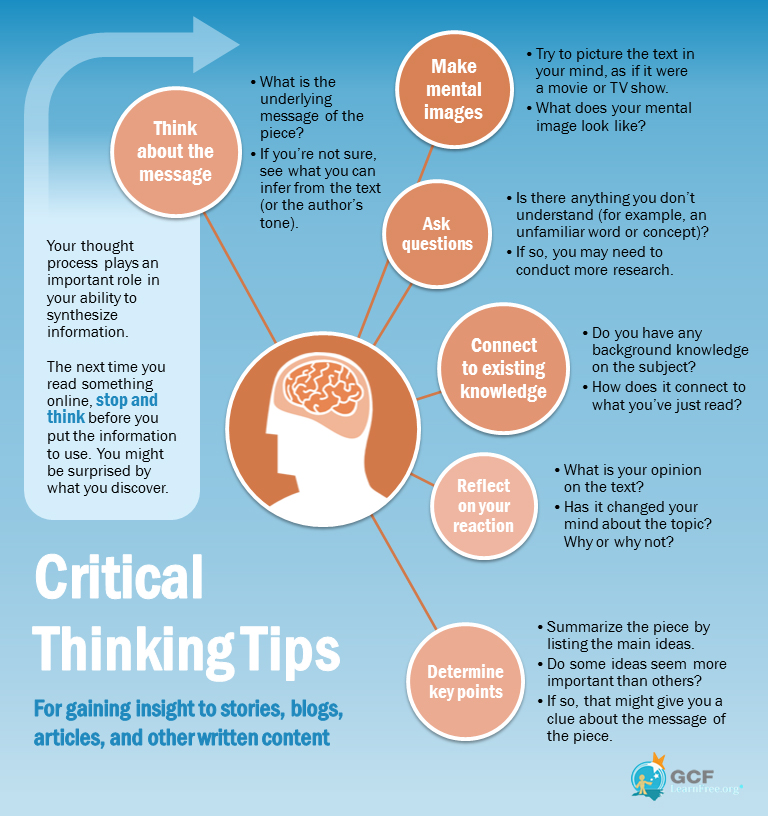 Think
about the
message
• What is the
underlying
message of the
piece?
• If you're not sure,
see what you can
infer from the text
(or the author's
tone).
Make
mental
images
• Try to picture the text in
your mind, as if it were
a movie or TV show.
• What does your mental
image look like?
Ask
questions
• Is there anything you don't
understand (for example, an
unfamiliar word or concept)?
• If so, you may need to
conduct more research.
Connect
to existing
knowledge
• Do you have any
background knowledge
on the subject?
• How does it connect to
what you've just read?
Reflect
on your
reaction
• What is your opinion
on the text?
• Has it changed your
mind about the topic?
Why or why not?
Determine
key points
• Summarize the piece by
listing the main ideas.
• Do some ideas seem more
important than others?
• If so, that might give you a
clue about the message of
the piece.
Your thought
process plays an
important role in
your ability to
synthesize
information.
The next time you
read something
online, stop and
think before you
put the information
to use. You might
be surprised by
what you discover.
Critical
Thinking Tips
For gaining insight to stories, blogs,
articles, and other written content
GCF
LearnFree.org